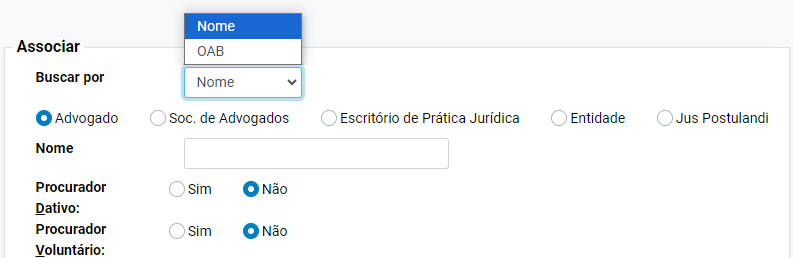 Nome
OAB
Associar
Buscar por
Nome
Advogado Soc. de Advogados Escritório de Prática Jurídica Entidade Jus Postulandi
Nome
Procurador Dativo: Sim Não
Procurador Voluntário: Sim Não